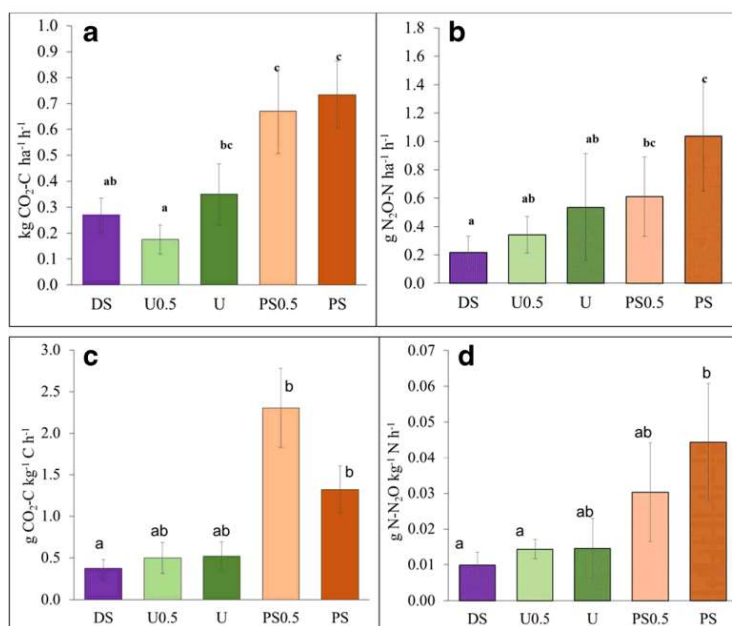 a
kg CO₂-C ha⁻¹ h⁻¹
1.0
0.9
0.8
0.7
0.6
0.5
0.4
0.3
0.2
0.1
0.0
ab
a
bc
c
c
DS U0.5 U PS0.5 PS
b
g N₂O-N ha⁻¹ h⁻¹
1.8
1.6
1.4
1.2
1.0
0.8
0.6
0.4
0.2
0.0
a
ab
ab
bc
c
DS U0.5 U PS0.5 PS
c
g CO₂-C kg⁻¹ C h⁻¹
3.0
2.5
2.0
1.5
1.0
0.5
0.0
a
ab
ab
b
b
DS U0.5 U PS0.5 PS
d
g N-N₂O kg⁻¹ N h⁻¹
0.07
0.06
0.05
0.04
0.03
0.02
0.01
0.00
a
a
ab
ab
b
DS U0.5 U PS0.5 PS